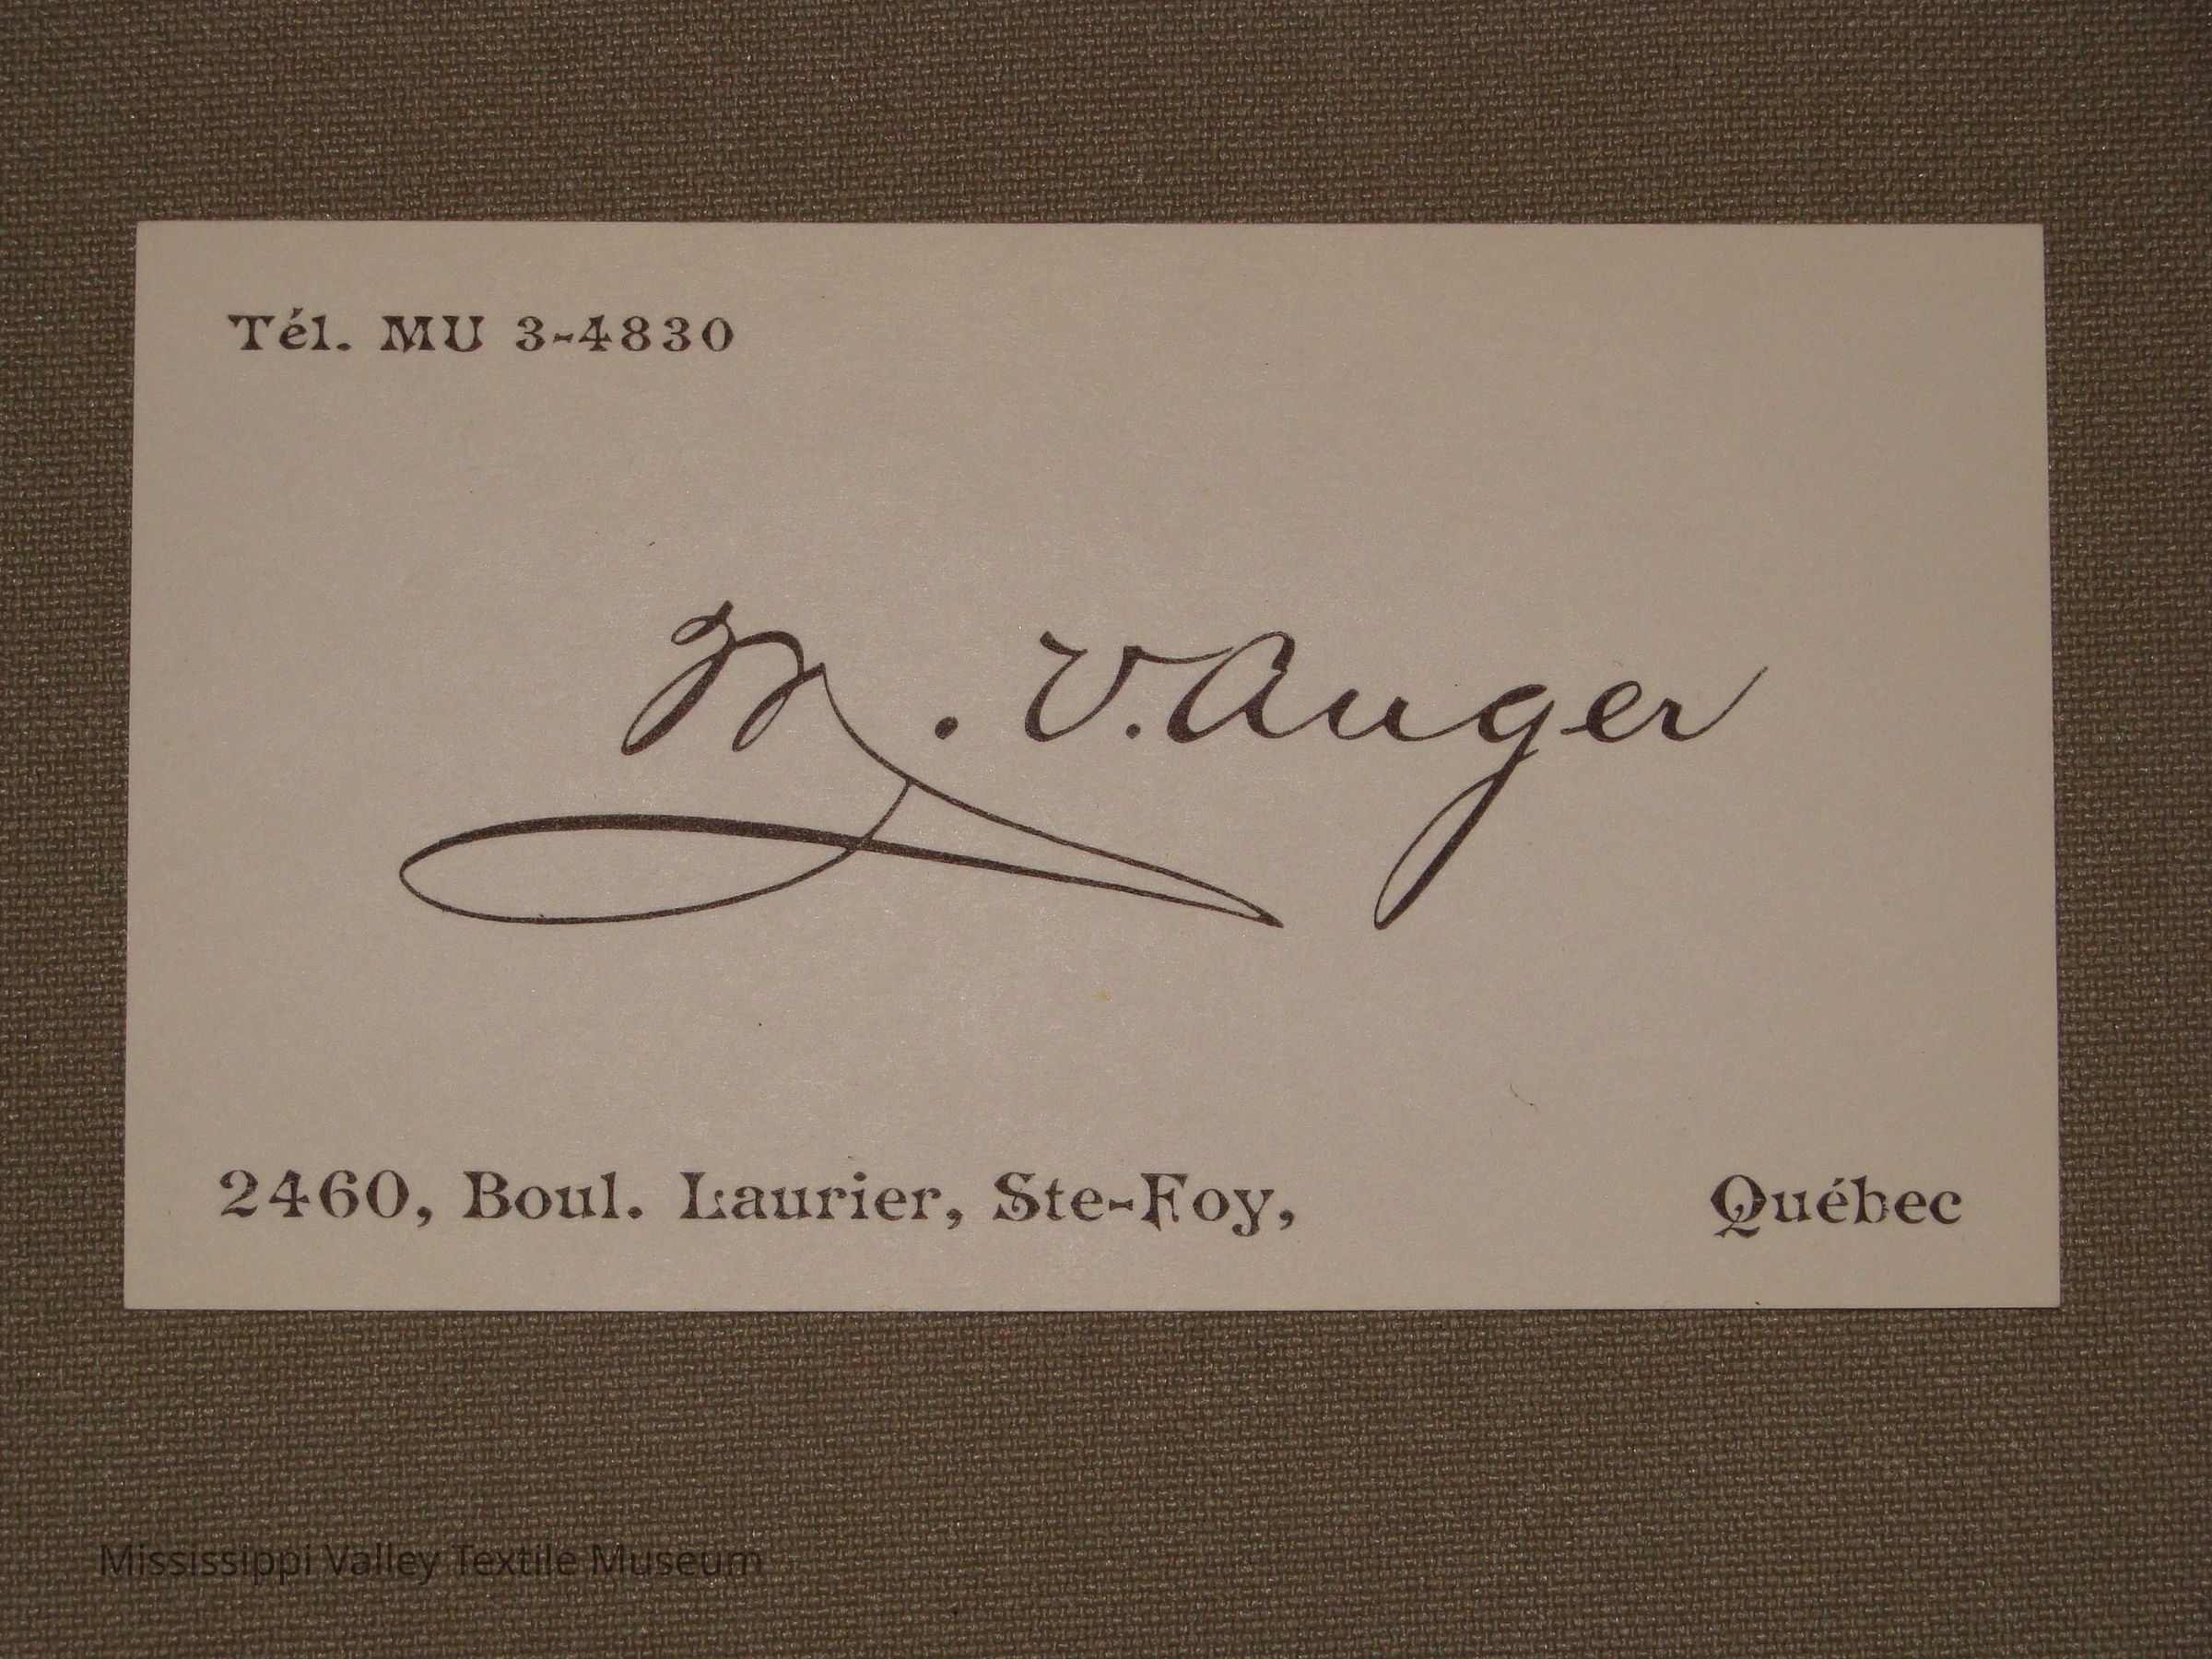 Tél. MU 3-4830
M. V. Auger
2460, Boul. Laurier, Ste-Foy, Québec
Mississippi Valley Textile Museum